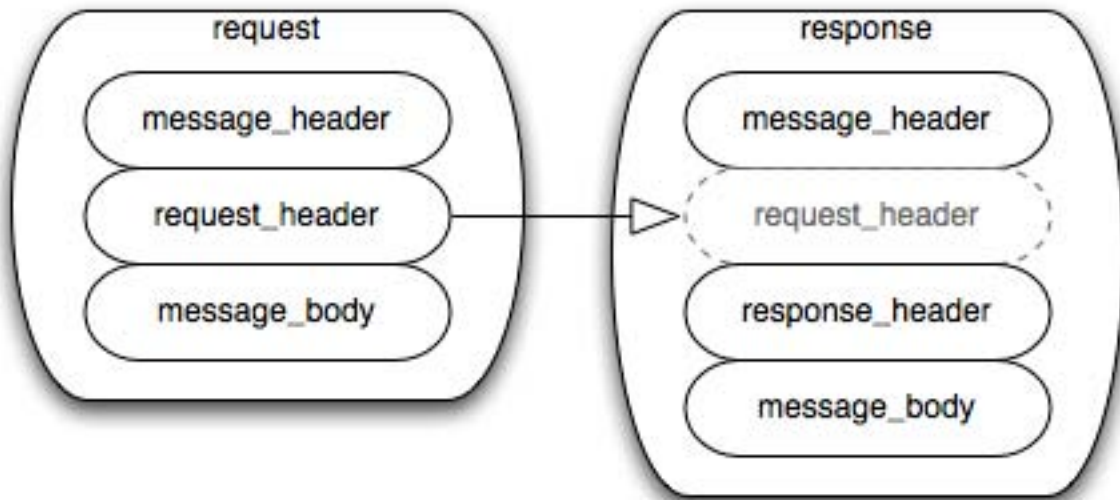 request
message_header
request_header
message_body
response
message_header
request_header
response_header
message_body